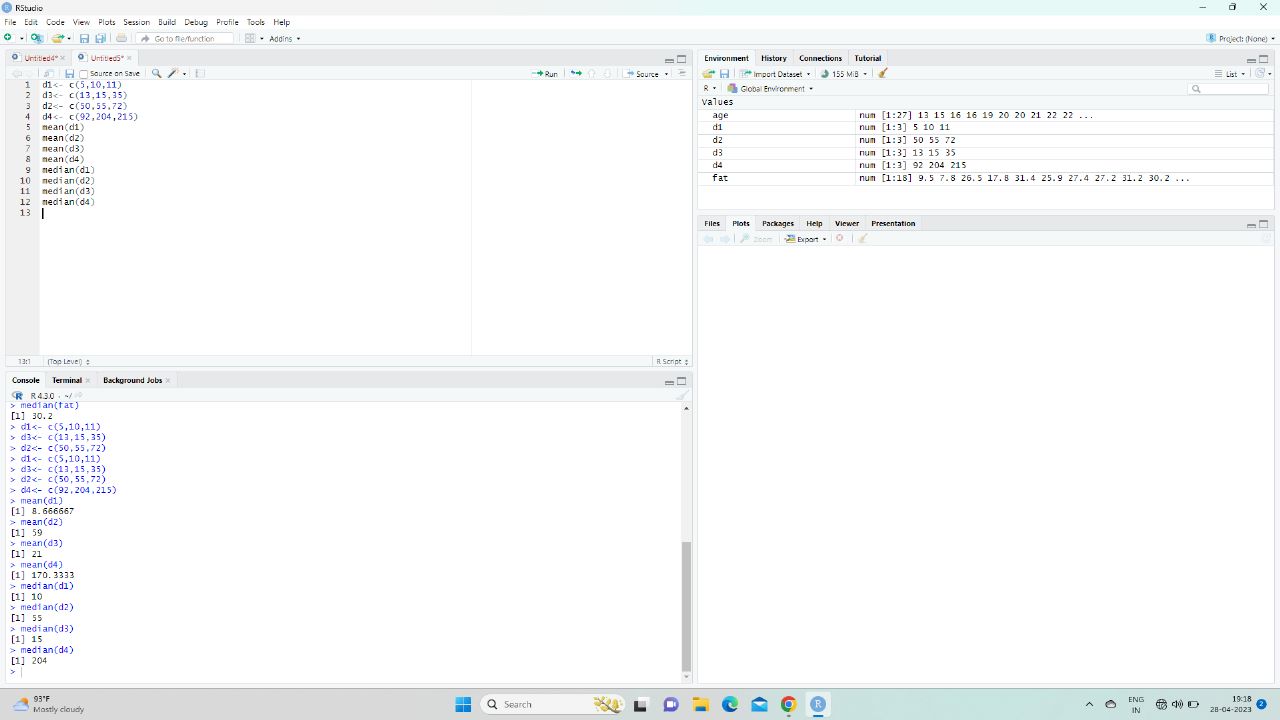 RStudio
File Edit Code View Plots Session Build Debug Profile Tools Help
Go to file/function Addins Project: (None)
Untitled4* Untitled5*
Source on Save Run Source
1 d1<- c(5,10,11)
2 d3<- c(13,15,35)
3 d2<- c(50,55,72)
4 d4<- c(92,204,215)
5 mean(d1)
6 mean(d2)
7 mean(d3)
8 mean(d4)
9 median(d1)
10 median(d2)
11 median(d3)
12 median(d4)
13
13:1 (Top Level) R Script
Console Terminal Background Jobs
R 4.3.0 · ~/
> median(fat)
[1] 30.2
> d1<- c(5,10,11)
> d3<- c(13,15,35)
> d2<- c(50,55,72)
> d1<- c(5,10,11)
> d3<- c(13,15,35)
> d2<- c(50,55,72)
> d4<- c(92,204,215)
> mean(d1)
[1] 8.666667
> mean(d2)
[1] 59
> mean(d3)
[1] 21
> mean(d4)
[1] 170.3333
> median(d1)
[1] 10
> median(d2)
[1] 55
> median(d3)
[1] 15
> median(d4)
[1] 204
>
Environment History Connections Tutorial
Import Dataset 155 MiB List
R Global Environment
Values
age num [1:27] 13 15 16 16 19 20 20 21 22 22 ...
d1 num [1:3] 5 10 11
d2 num [1:3] 50 55 72
d3 num [1:3] 13 15 35
d4 num [1:3] 92 204 215
fat num [1:18] 9.5 7.8 26.5 17.8 31.4 25.9 27.4 27.2 31.2 30.2 ...
Files Plots Packages Help Viewer Presentation
Zoom Export
93°F
Mostly cloudy
Search
ENG
IN
19:18
28-04-2023
2